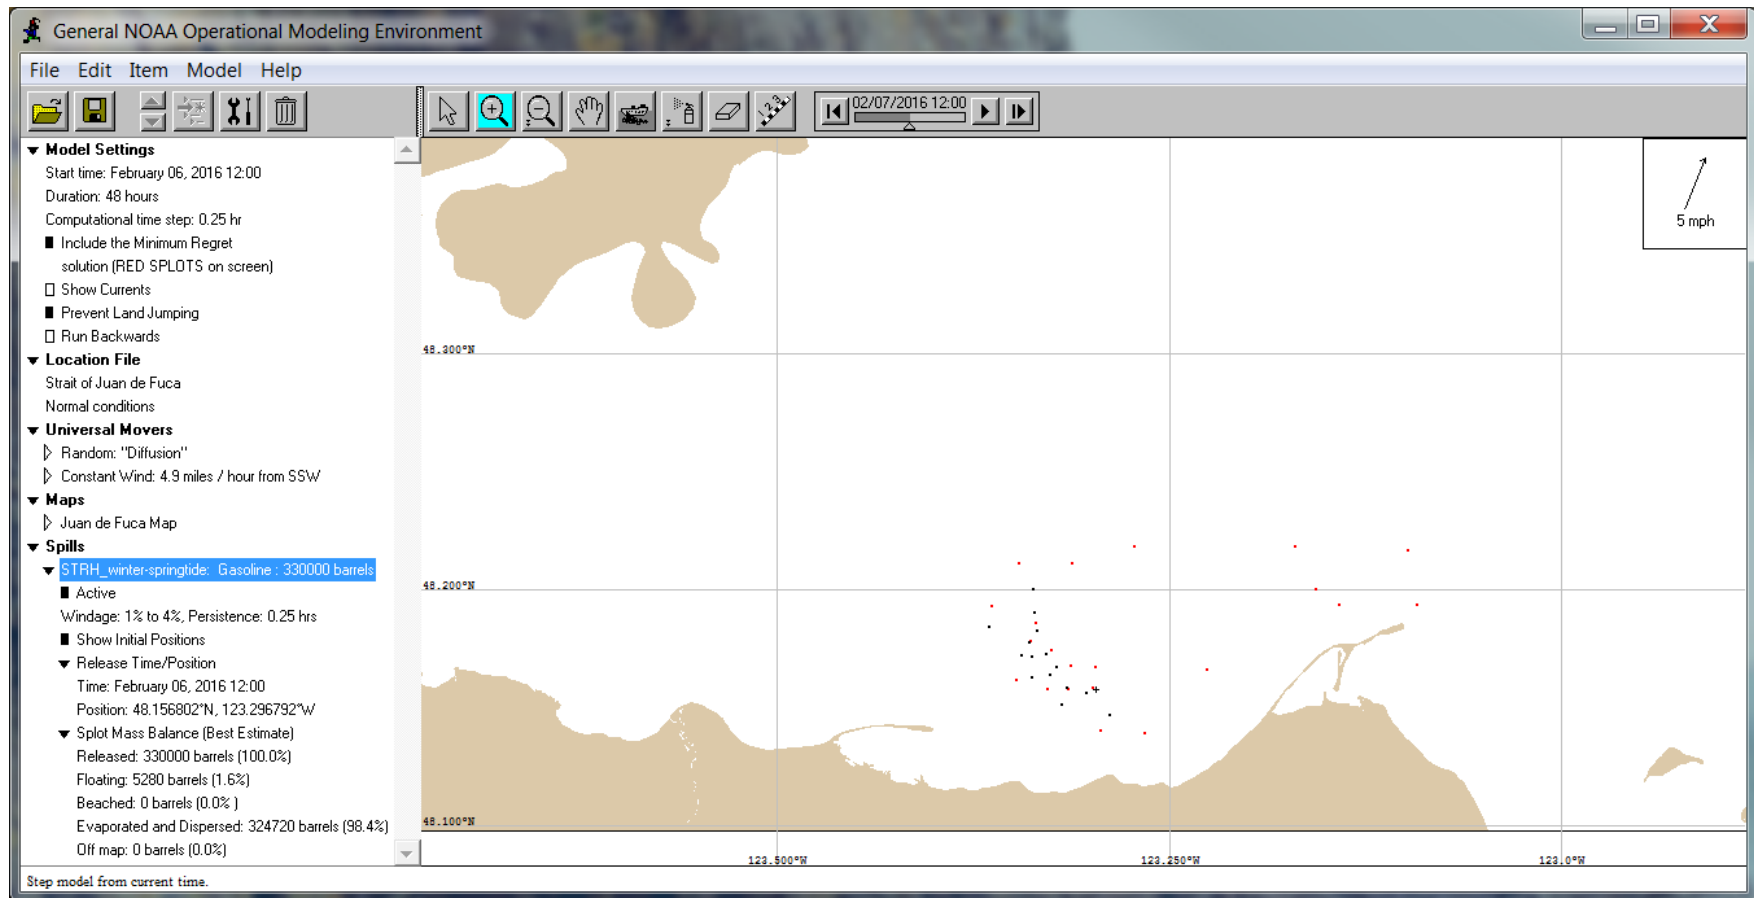 General NOAA Operational Modeling Environment
File Edit Item Model Help
02/07/2016 12:00
Model Settings
Start time: February 06, 2016 12:00
Duration: 48 hours
Computational time step: 0.25 hr
Include the Minimum Regret
solution (RED SPLOTS on screen)
Show Currents
Prevent Land Jumping
Run Backwards
Location File
Strait of Juan de Fuca
Normal conditions
Universal Movers
Random: "Diffusion"
Constant Wind: 4.9 miles / hour from SSW
Maps
Juan de Fuca Map
Spills
STRH_winter-springtide: Gasoline : 330000 barrels
Active
Windage: 1% to 4%, Persistence: 0.25 hrs
Show Initial Positions
Release Time/Position
Time: February 06, 2016 12:00
Position: 48.156802°N, 123.296792°W
Splot Mass Balance (Best Estimate)
Released: 330000 barrels (100.0%)
Floating: 5280 barrels (1.6%)
Beached: 0 barrels (0.0% )
Evaporated and Dispersed: 324720 barrels (98.4%)
Off map: 0 barrels (0.0%)
5 mph
48.300°N
48.200°N
48.100°N
123.500°W 123.250°W 123.0°W
Step model from current time.